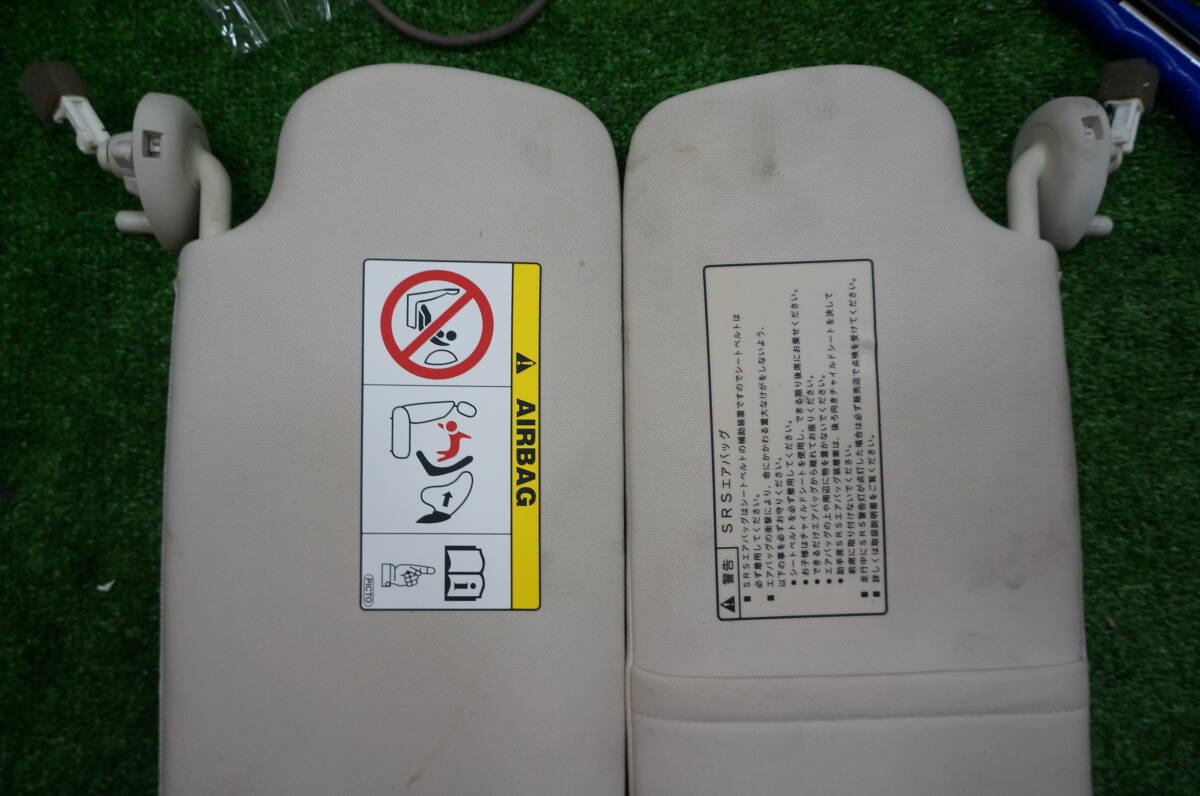 AIRBAG
PICTO
i
警告 SRSエアバッグ
■ SRSエアバッグはシートベルトの補助装置ですのでシートベルトは
必ず着用してください。
■ エアバッグの衝撃により、命にかかわる重大なけがをしないよう、
以下の事を必ずお守りください。
●シートベルトを必ず着用してください。
●お子様はチャイルドシートを使用し、できる限り後席にお乗せください。
●できるだけエアバッグから離れてお座りください。
●エアバッグの上や周辺に物を置かないでください。
●助手席SRSエアバッグ装着車は、後ろ向きチャイルドシートを決して
前席に取り付けないでください。
■ 走行中にSRS警告灯が点灯した場合は必ず販売店で点検を受けてください。
■ 詳しくは取扱説明書をご覧ください。